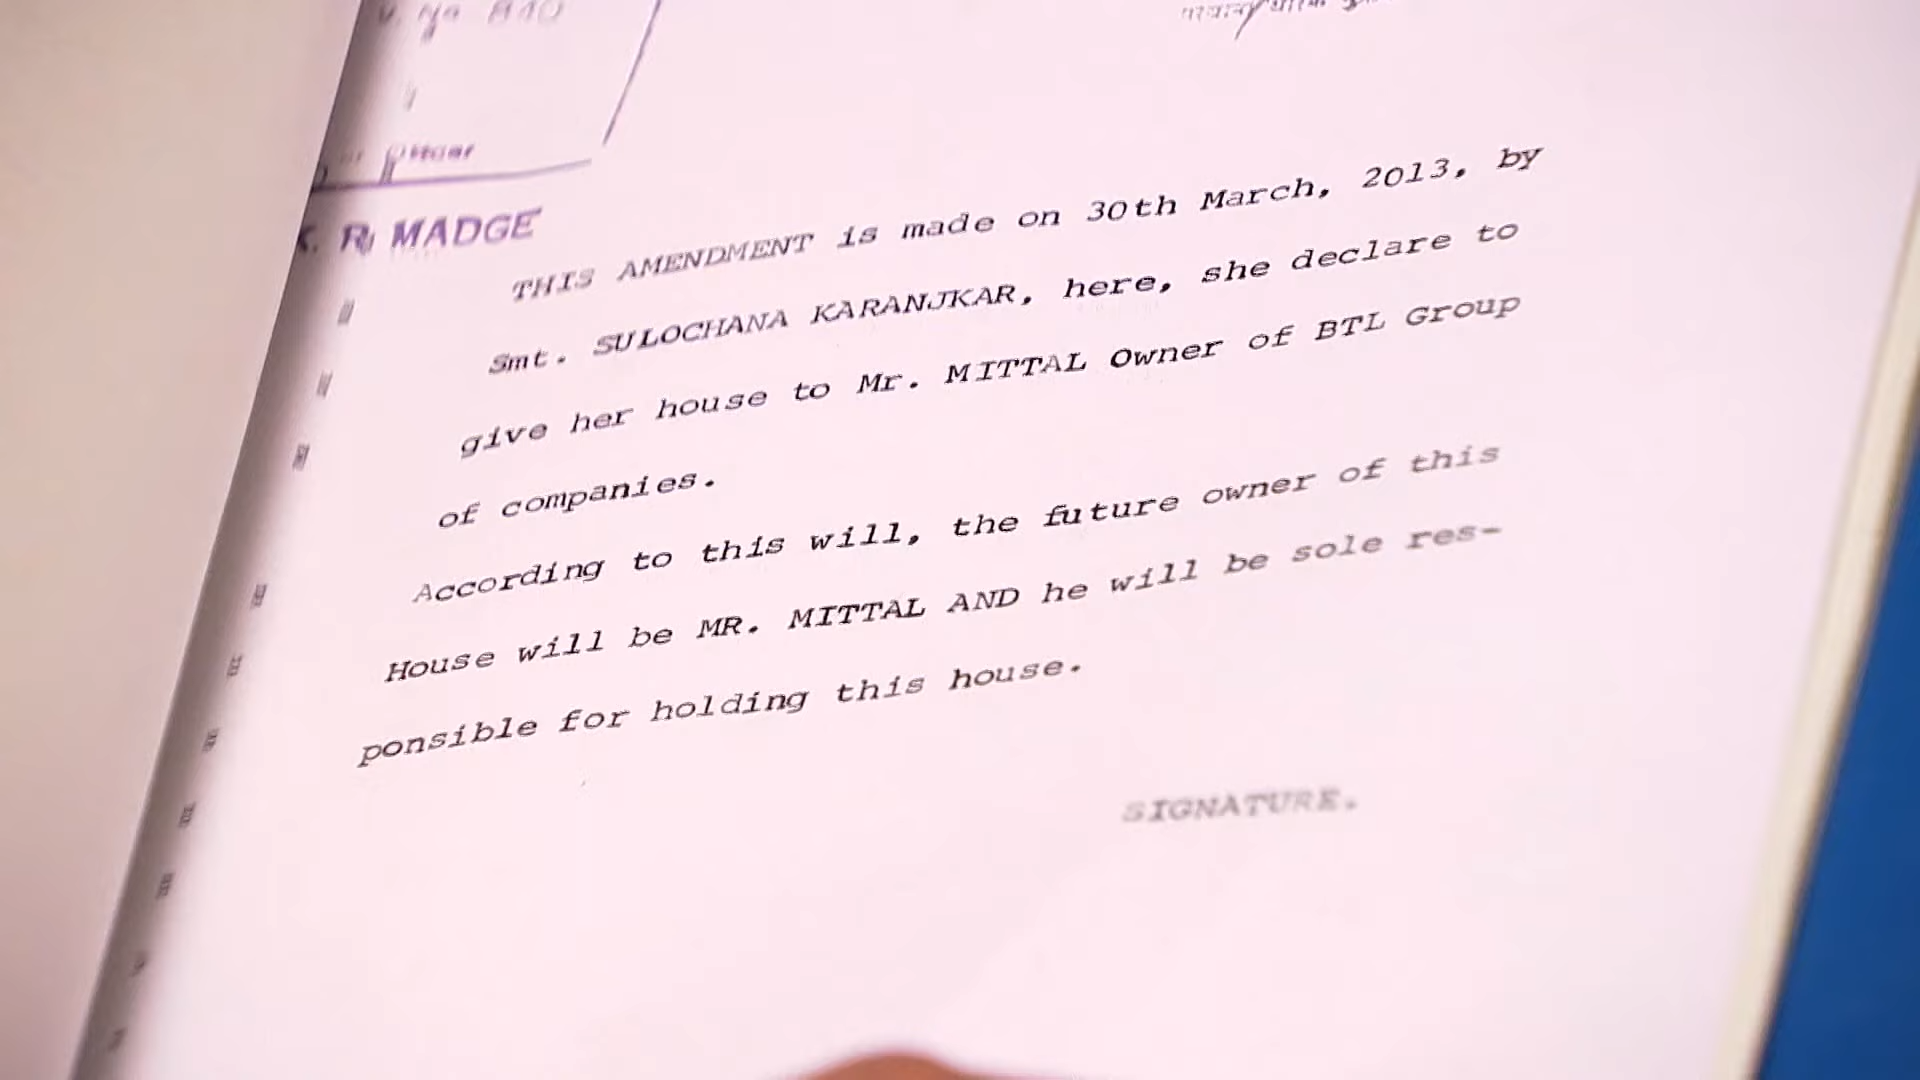 840
R. MADGE
THIS AMENDMENT is made on 30th March, 2013, by
Smt. SULOCHANA KARANJKAR, here, she declare to
give her house to Mr. MITTAL Owner of BTL Group
of companies.
According to this will, the future owner of this
House will be MR. MITTAL AND he will be sole res-
ponsible for holding this house.
SIGNATURE.